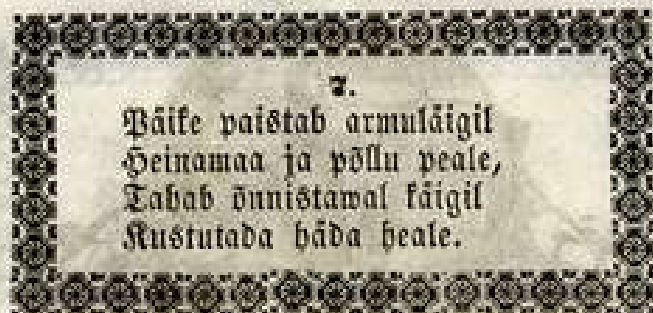 7.
Päike paistab armuläigil
Heinamaa ja põllu peale,
Tahab õnnistawal käigil
Kustutada häda heale.